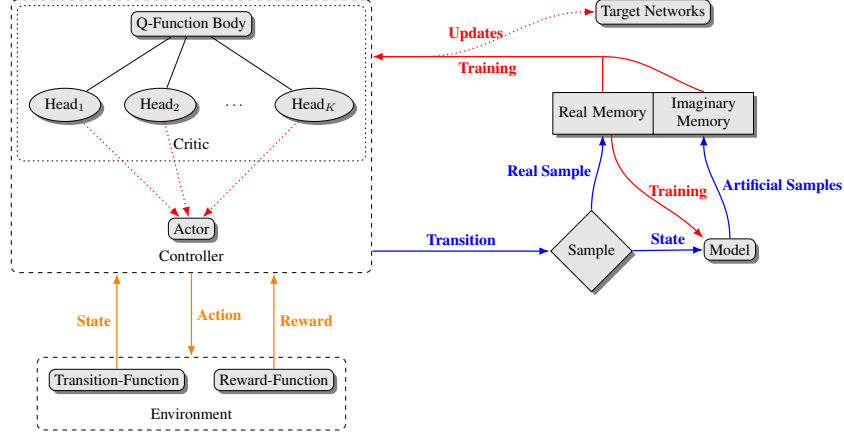 Q-Function Body
Target Networks
Updates
Training
Head1
Head2
...
HeadK
Real Memory
Imaginary
Memory
Critic
Real Sample
Training
Artificial Samples
Actor
Controller
Transition
Sample
State
Model
State
Action
Reward
Transition-Function
Reward-Function
Environment